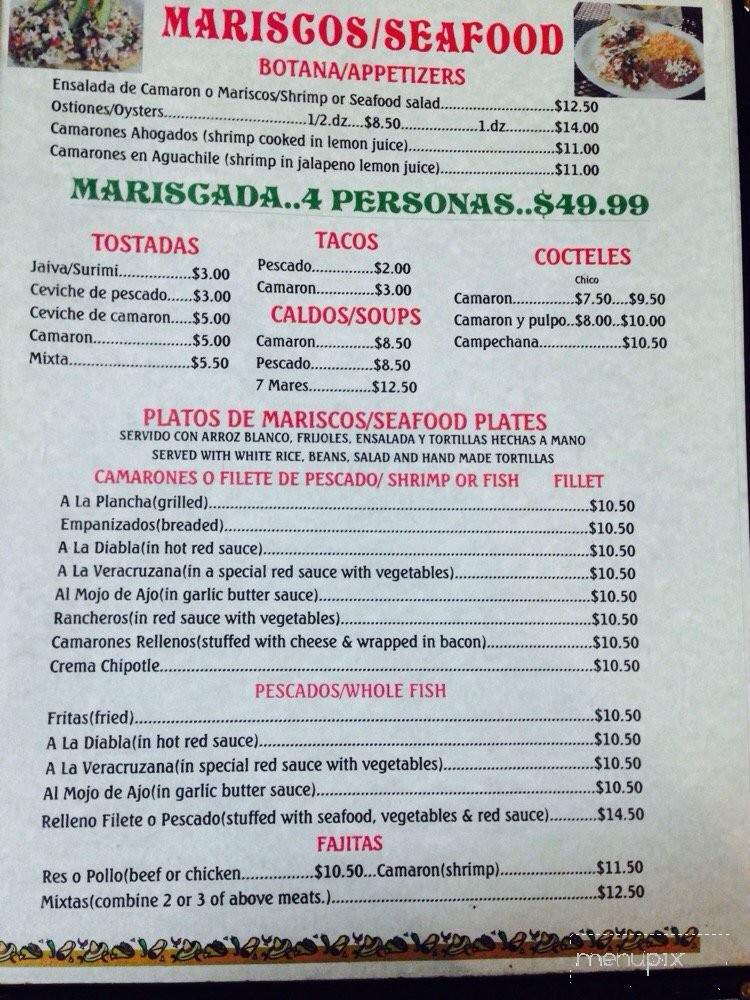 MARISCOS/SEAFOOD
BOTANA/APPETIZERS
Ensalada de Camaron o Mariscos/Shrimp or Seafood salad........................$12.50
Ostiones/Oysters..................................1/2.dz....$8.50..................1.dz............$14.00
Camarones Ahogados (shrimp cooked in lemon juice)................................$11.00
Camarones en Aguachile (shrimp in jalapeno lemon juice).........................$11.00
MARISCADA..4 PERSONAS..$49.99
TOSTADAS
Jaiva/Surimi................$3.00
Ceviche de pescado......$3.00
Ceviche de camaron.....$5.00
Camaron......................$5.00
Mixta...........................$5.50
TACOS
Pescado..............$2.00
Camaron.............$3.00
CALDOS/SOUPS
Camaron.............$8.50
Pescado..............$8.50
7 Mares..............$12.50
COCTELES
Chico
Camaron..............$7.50....$9.50
Camaron y pulpo..$8.00..$10.00
Campechana...................$10.50
PLATOS DE MARISCOS/SEAFOOD PLATES
SERVIDO CON ARROZ BLANCO, FRIJOLES, ENSALADA Y TORTILLAS HECHAS A MANO
SERVED WITH WHITE RICE, BEANS, SALAD AND HAND MADE TORTILLAS
CAMARONES O FILETE DE PESCADO/ SHRIMP OR FISH FILLET
A La Plancha(grilled)....................................................................................$10.50
Empanizados(breaded)................................................................................$10.50
A La Diabla(in hot red sauce)........................................................................$10.50
A La Veracruzana(in a special red sauce with vegetables)..............................$10.50
Al Mojo de Ajo(in garlic butter sauce)............................................................$10.50
Rancheros(in red sauce with vegetables).......................................................$10.50
Camarones Rellenos(stuffed with cheese & wrapped in bacon).......................$10.50
Crema Chipotle..............................................................................................$10.50
PESCADOS/WHOLE FISH
Fritas(fried)....................................................................................................$10.50
A La Diabla(in hot red sauce).........................................................................$10.50
A La Veracruzana(in special red sauce with vegetables).................................$10.50
Al Mojo de Ajo(in garlic butter sauce)............................................................$10.50
Relleno Filete o Pescado(stuffed with seafood, vegetables & red sauce)..........$14.50
FAJITAS
Res o Pollo(beef or chicken................$10.50...Camaron(shrimp).....................$11.50
Mixtas(combine 2 or 3 of above meats.).........................................................$12.50
menupix